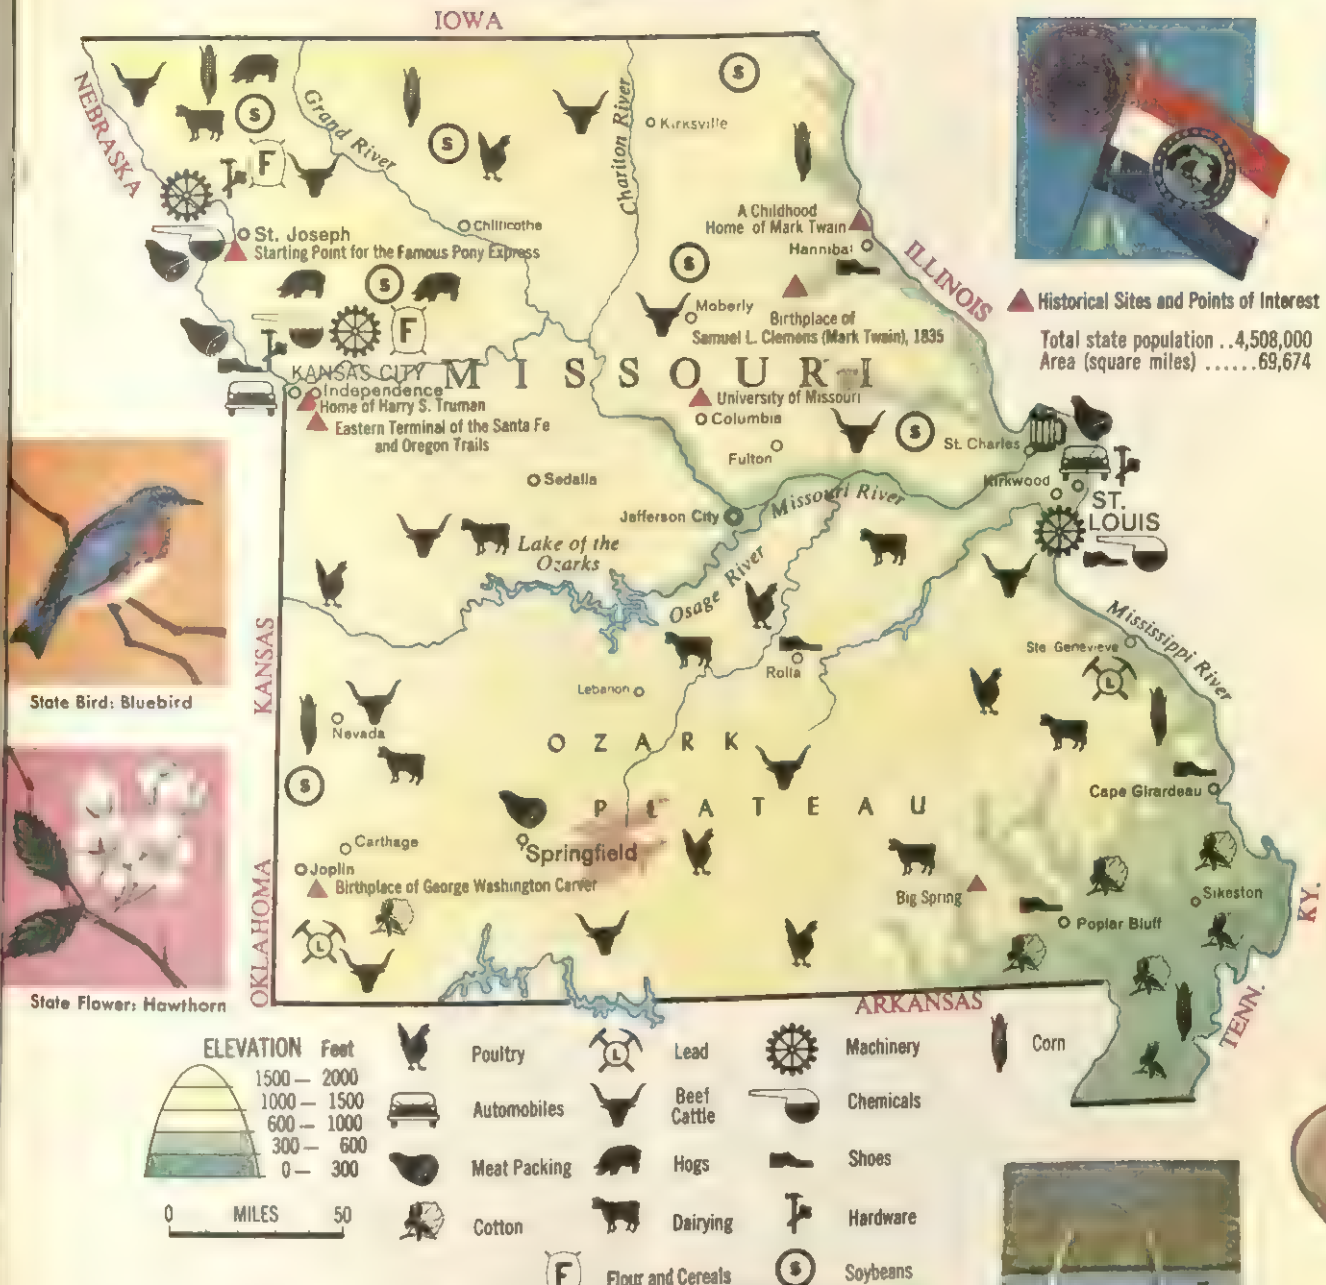 IOWA
NEBRASKA
Grand River
Chariton River
S
S
S
F
Kirksville
Chillicothe
St. Joseph
Starting Point for the Famous Pony Express
A Childhood
Home of Mark Twain
Hannibal
ILLINOIS
S
S
F
Moberly
Birthplace of
Samuel L. Clemens (Mark Twain), 1835
Historical Sites and Points of Interest
Total state population ..4,508,000
Area (square miles) ......69,674
MISSOURI
KANSAS CITY
Independence
Home of Harry S. Truman
Eastern Terminal of the Santa Fe
and Oregon Trails
University of Missouri
Columbia
Fulton
S
St. Charles
Kirkwood
ST.
LOUIS
Sedalia
Jefferson City
Missouri River
Lake of the
Ozarks
Osage River
Mississippi River
KANSAS
State Bird: Bluebird
Rolla
Ste. Genevieve
L
Lebanon
Nevada
S
OZARK
PLATEAU
Cape Girardeau
Carthage
Springfield
Joplin
Birthplace of George Washington Carver
Big Spring
Sikeston
Poplar Bluff
KY.
L
OKLAHOMA
State Flower: Hawthorn
ARKANSAS
TENN.
ELEVATION Feet
1500 — 2000
1000 — 1500
600 — 1000
300 — 600
0 — 300
0 MILES 50
Poultry
Automobiles
Meat Packing
Cotton
F
Flour and Cereals
L
Lead
Beef
Cattle
Hogs
Dairying
Machinery
Chemicals
Shoes
Hardware
S
Soybeans
Corn